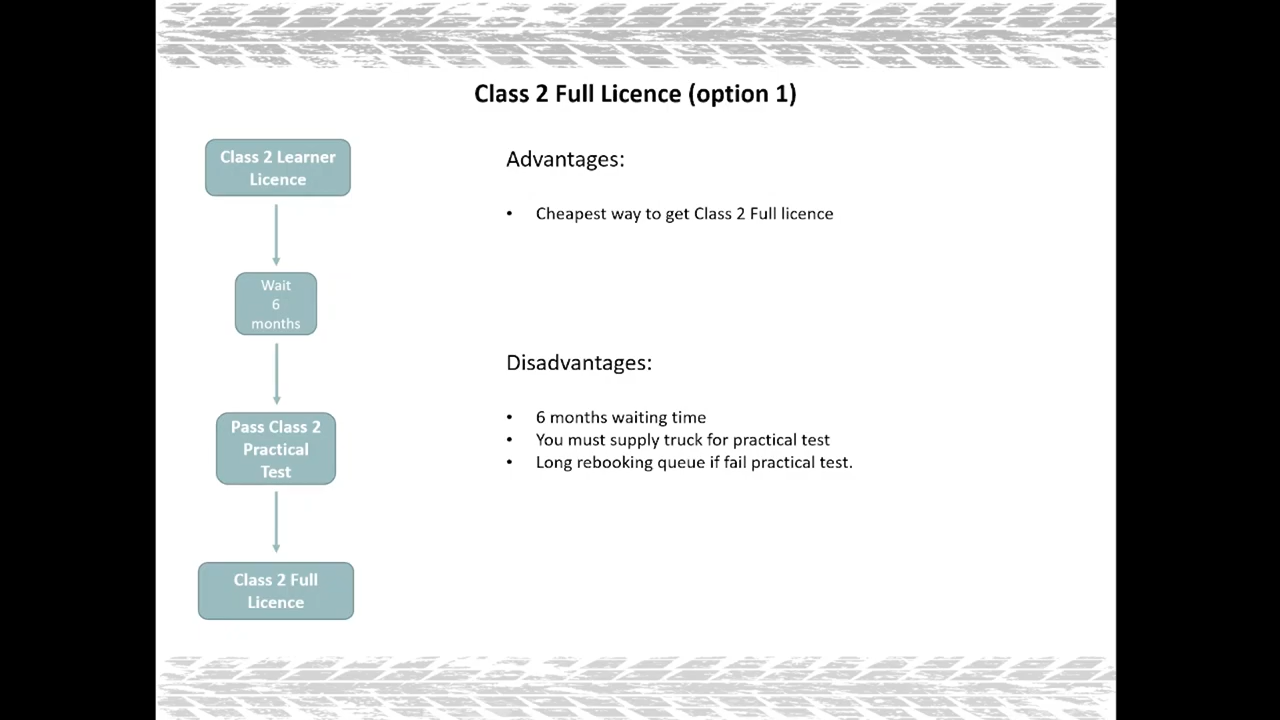 Class 2 Full Licence (option 1)
Class 2 Learner
Licence
Wait
6
months
Pass Class 2
Practical
Test
Class 2 Full
Licence
Advantages:
• Cheapest way to get Class 2 Full licence
Disadvantages:
• 6 months waiting time
• You must supply truck for practical test
• Long rebooking queue if fail practical test.